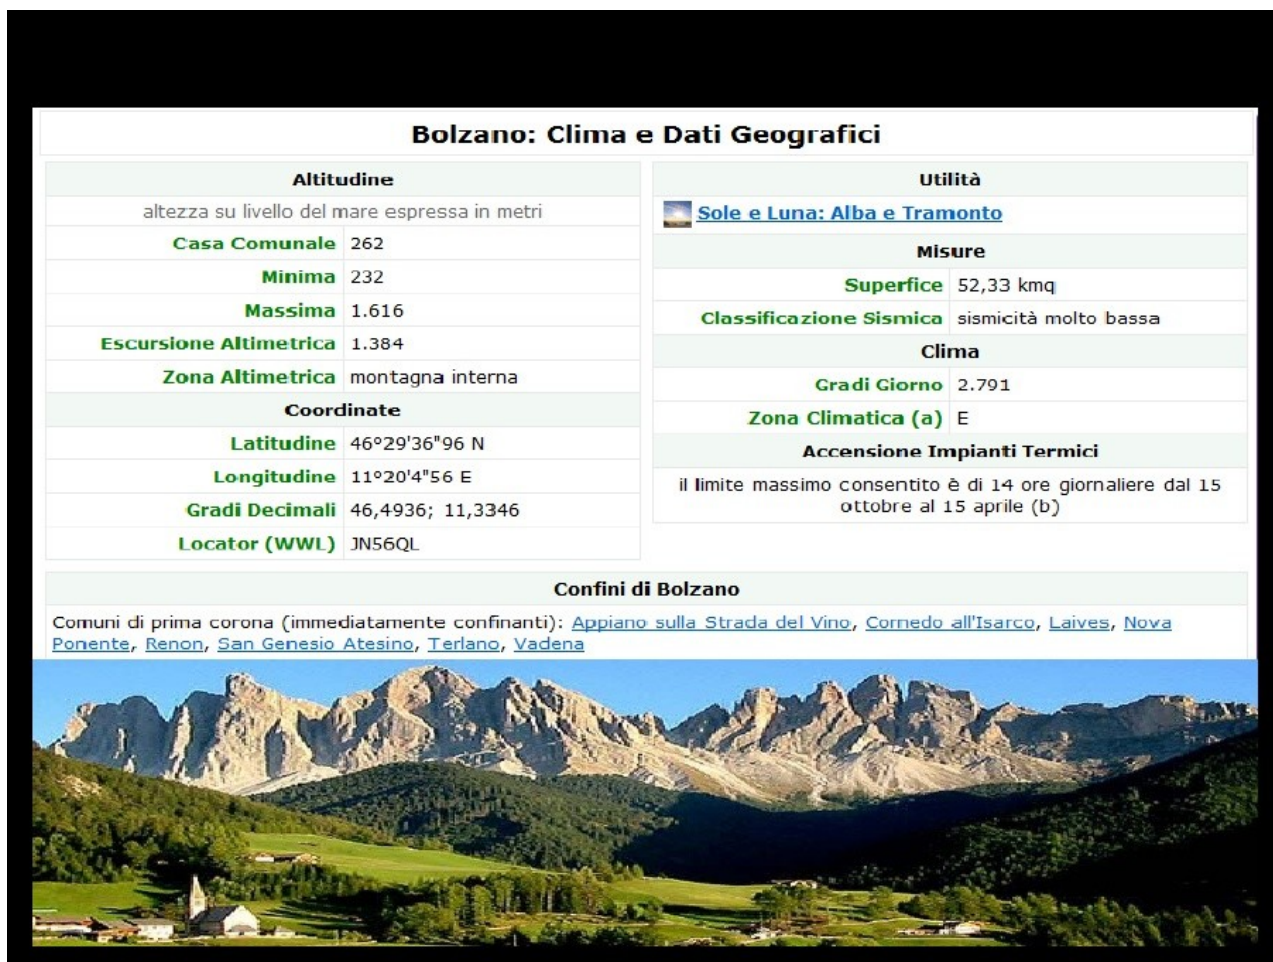 Bolzano: Clima e Dati Geografici
Altitudine
altezza su livello del mare espressa in metri
Casa Comunale 262
Minima 232
Massima 1.616
Escursione Altimetrica 1.384
Zona Altimetrica montagna interna
Coordinate
Latitudine 46°29'36"96 N
Longitudine 11°20'4"56 E
Gradi Decimali 46,4936; 11,3346
Locator (WWL) JN56QL
Utilità
Sole e Luna: Alba e Tramonto
Misure
Superfice 52,33 kmq
Classificazione Sismica sismicità molto bassa
Clima
Gradi Giorno 2.791
Zona Climatica (a) E
Accensione Impianti Termici
il limite massimo consentito è di 14 ore giornaliere dal 15
ottobre al 15 aprile (b)
Confini di Bolzano
Comuni di prima corona (immediatamente confinanti): Appiano sulla Strada del Vino, Cornedo all'Isarco, Laives, Nova
Ponente, Renon, San Genesio Atesino, Terlano, Vadena